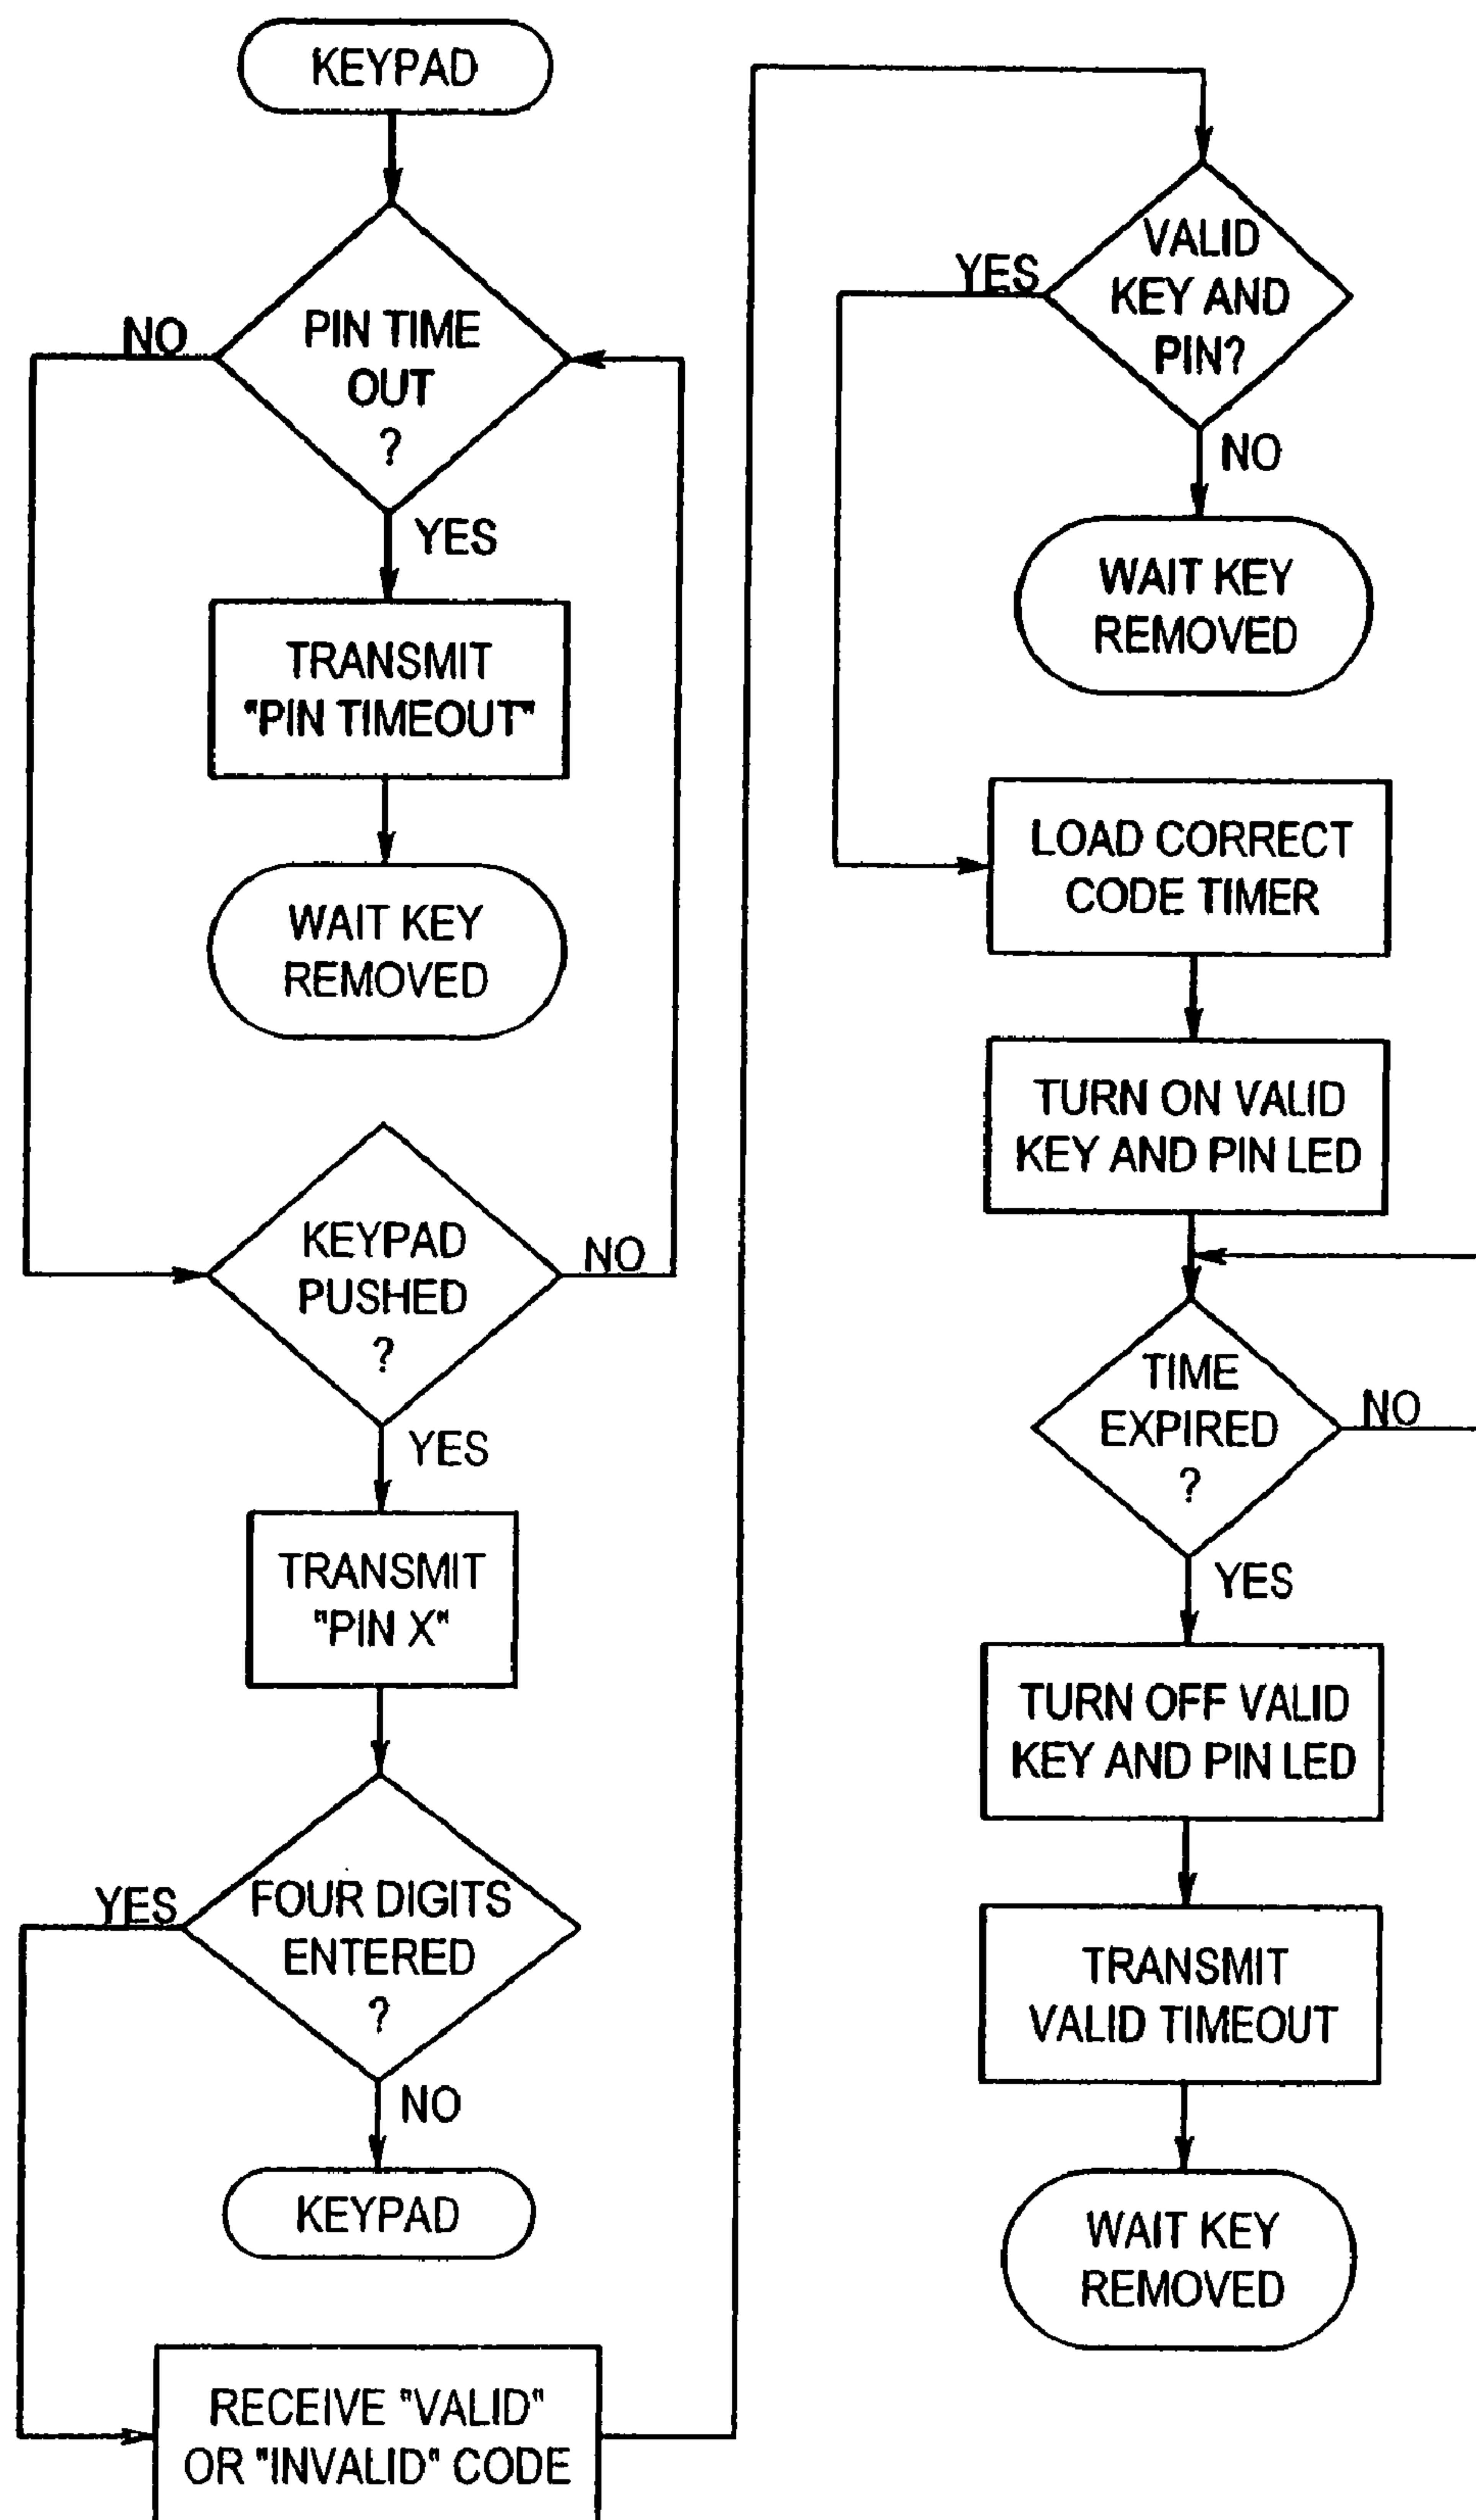 KEYPAD
NO
PIN TIME
OUT
?
YES
TRANSMIT
"PIN TIMEOUT"
WAIT KEY
REMOVED
KEYPAD
PUSHED
?
NO
YES
TRANSMIT
"PIN X"
YES
FOUR DIGITS
ENTERED
?
NO
KEYPAD
RECEIVE "VALID"
OR "INVALID" CODE
YES
VALID
KEY AND
PIN?
NO
WAIT KEY
REMOVED
LOAD CORRECT
CODE TIMER
TURN ON VALID
KEY AND PIN LED
TIME
EXPIRED
?
NO
YES
TURN OFF VALID
KEY AND PIN LED
TRANSMIT
VALID TIMEOUT
WAIT KEY
REMOVED